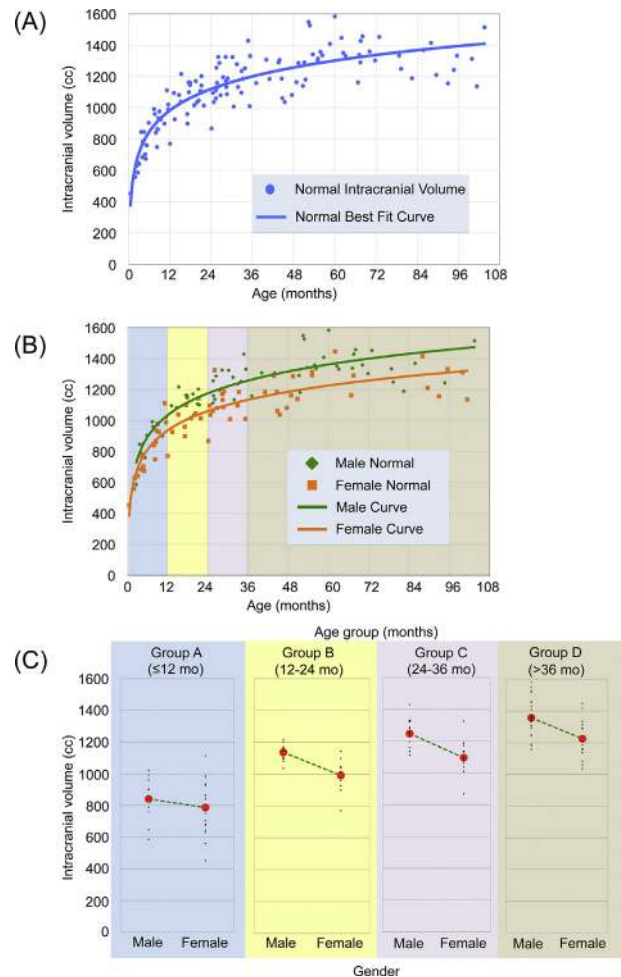 (A)
1600
1400
1200
1000
800
600
400
200
0
Intracranial volume (cc)
Normal Intracranial Volume
Normal Best Fit Curve
0 12 24 36 48 60 72 84 96 108
Age (months)
(B)
1600
1400
1200
1000
800
600
400
200
0
Intracranial volume (cc)
Male Normal
Female Normal
Male Curve
Female Curve
0 12 24 36 48 60 72 84 96 108
Age (months)
(C)
Age group (months)
Group A Group B Group C Group D
(≤12 mo) (12-24 mo) (24-36 mo) (>36 mo)
1600
1400
1200
1000
800
600
400
200
0
Intracranial volume (cc)
Male Female Male Female Male Female Male Female
Gender